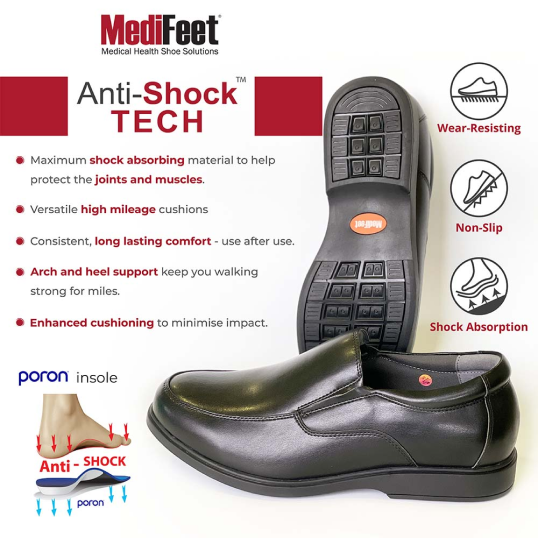 MediFeet®
Medical Health Shoe Solutions
Anti-Shock™
TECH
Maximum shock absorbing material to help
protect the joints and muscles.
Versatile high mileage cushions
Consistent, long lasting comfort - use after use.
Arch and heel support keep you walking
strong for miles.
Enhanced cushioning to minimise impact.
Wear-Resisting
Non-Slip
Shock Absorption
MediFeet
poron insole
Anti - SHOCK
poron